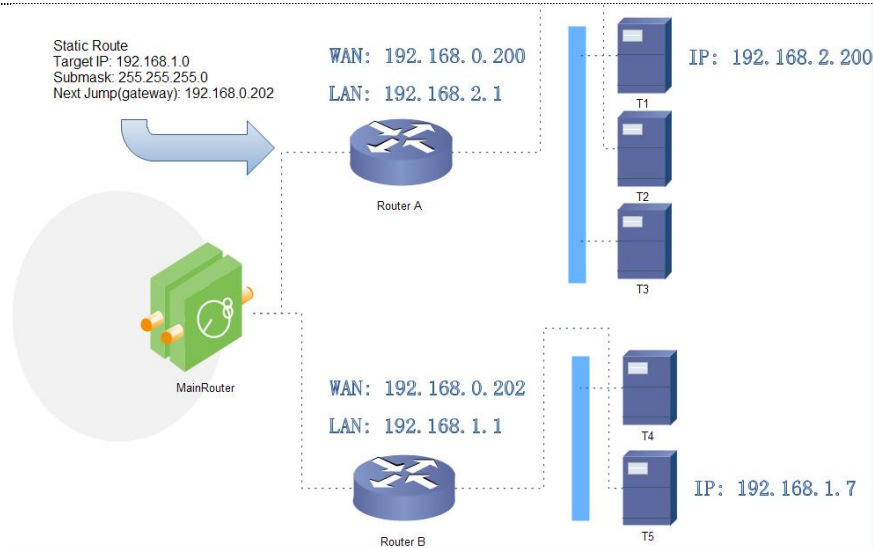 Static Route
Target IP: 192.168.1.0
Submask: 255.255.255.0
Next Jump(gateway): 192.168.0.202
WAN: 192.168.0.200
LAN: 192.168.2.1
Router A
IP: 192.168.2.200
T1
T2
T3
MainRouter
WAN: 192.168.0.202
LAN: 192.168.1.1
Router B
T4
IP: 192.168.1.7
T5